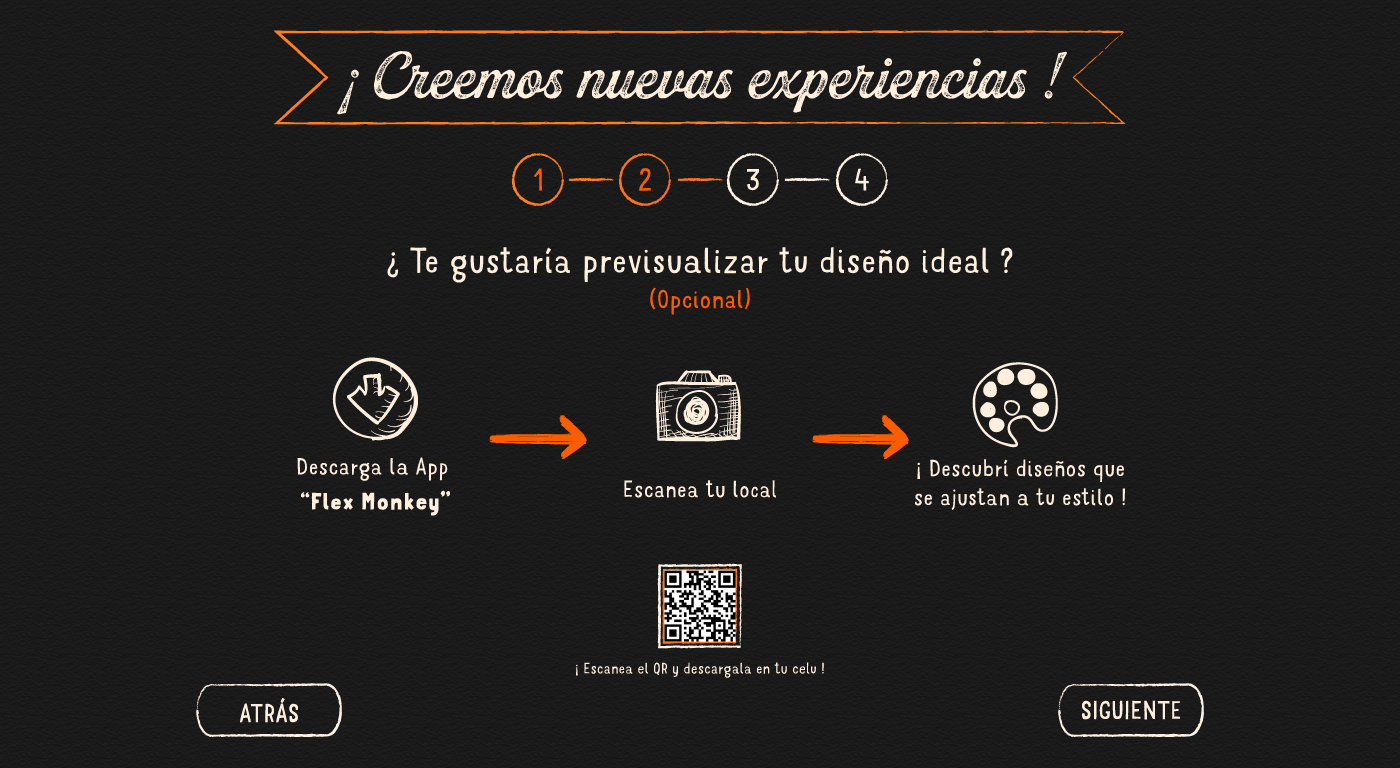 ¡ Creemos nuevas experiencias !
1 2 3 4
¿ Te gustaría previsualizar tu diseño ideal ?
(Opcional)
Descarga la App
“Flex Monkey”
Escanea tu local
¡ Descubrí diseños que
se ajustan a tu estilo !
¡ Escanea el QR y descargala en tu celu !
ATRÁS
SIGUIENTE